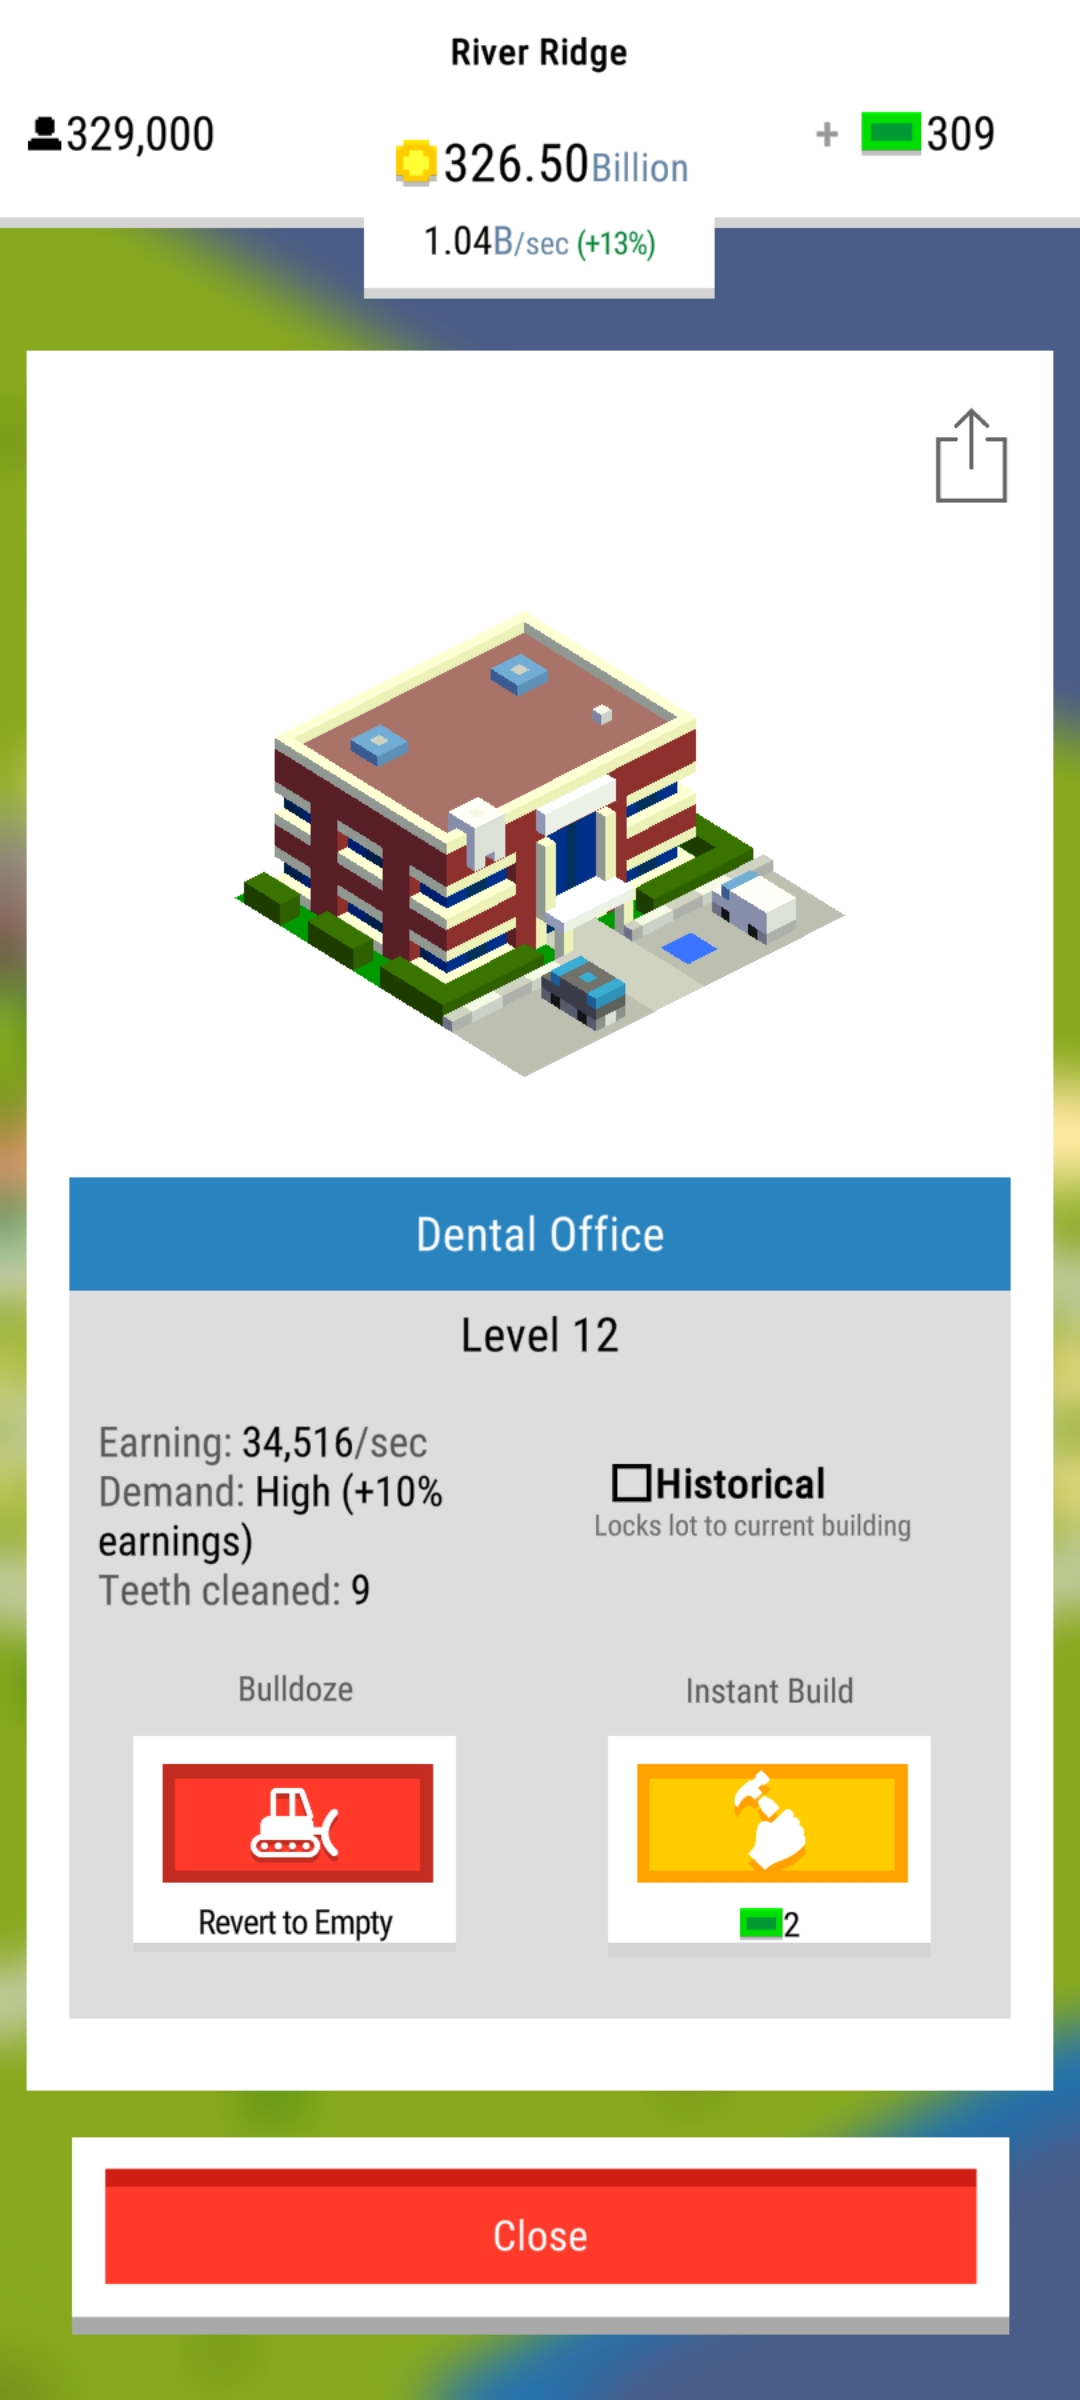 River Ridge
329,000
326.50Billion
+ 309
1.04B/sec (+13%)
Dental Office
Level 12
Earning: 34,516/sec
Demand: High (+10%
earnings)
Teeth cleaned: 9
Historical
Locks lot to current building
Bulldoze
Instant Build
Revert to Empty
2
Close